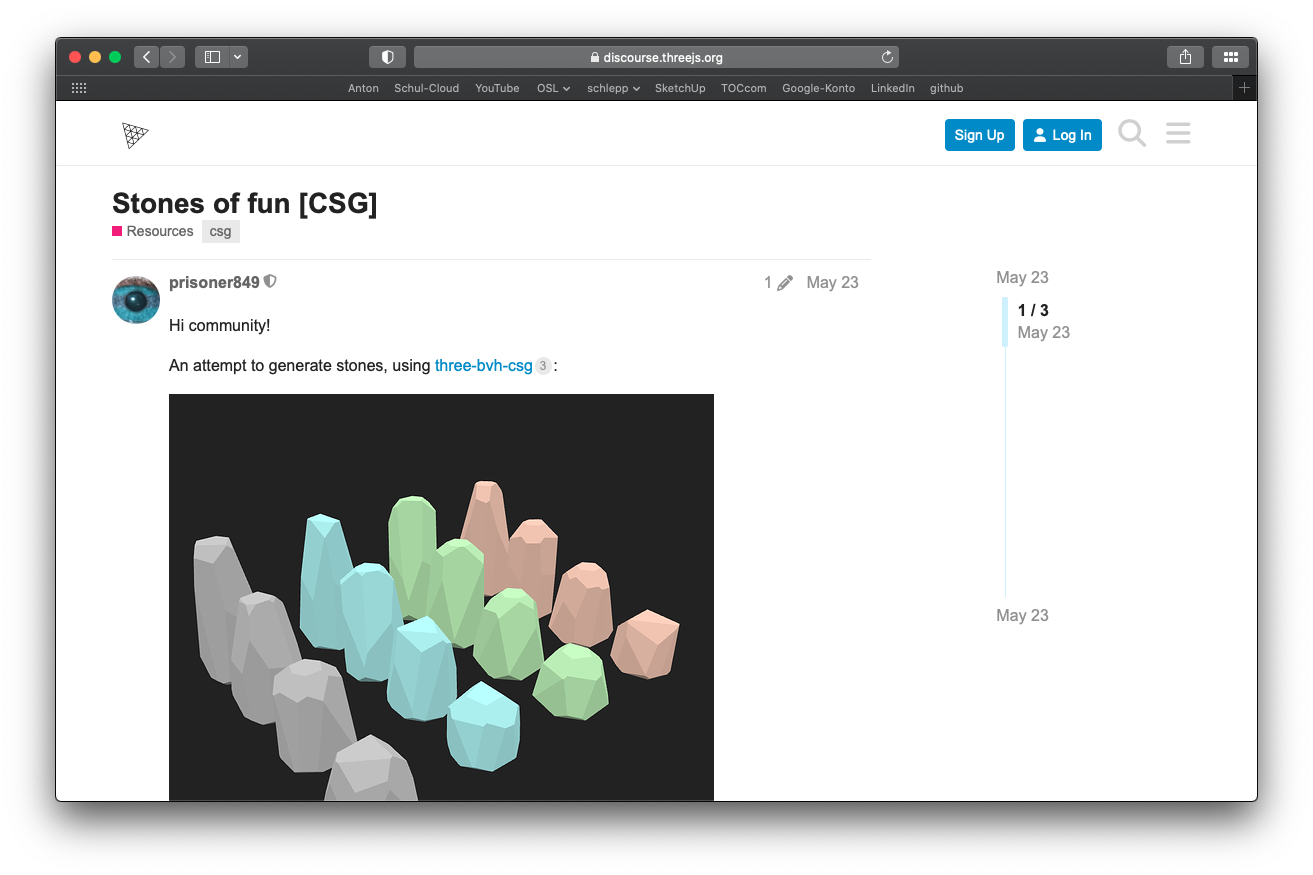 discourse.threejs.org
Anton Schul-Cloud YouTube OSL schlepp SketchUp TOCcom Google-Konto LinkedIn github
Sign Up Log In
Stones of fun [CSG]
Resources csg
prisoner849 1 May 23
Hi community!
An attempt to generate stones, using three-bvh-csg 3 :
May 23
1 / 3
May 23
May 23